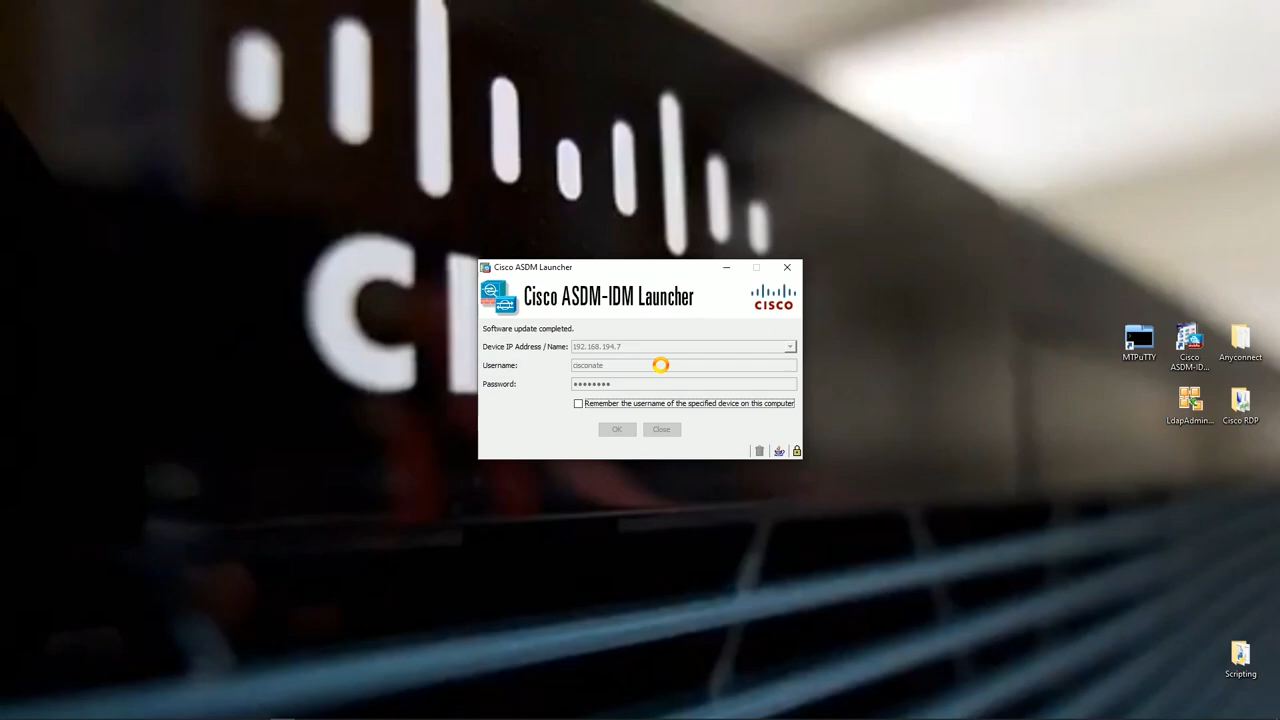 Cisco ASDM Launcher
Cisco ASDM-IDM Launcher
CISCO
Software update completed.
Device IP Address / Name: 192.168.194.7
Username: cisconate
Password: ••••••••
Remember the username of the specified device on this computer
OK Close
MTPuTTY
Cisco ASDM-ID...
Anyconnect
LdapAdmin...
Cisco RDP
Scripting
CI